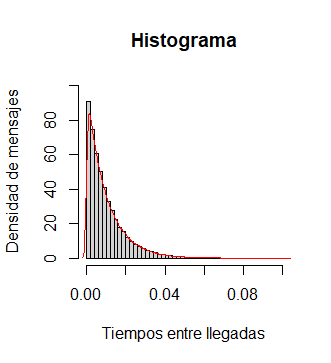 Histograma
Densidad de mensajes
0 20 40 60 80
0.00 0.04 0.08
Tiempos entre llegadas